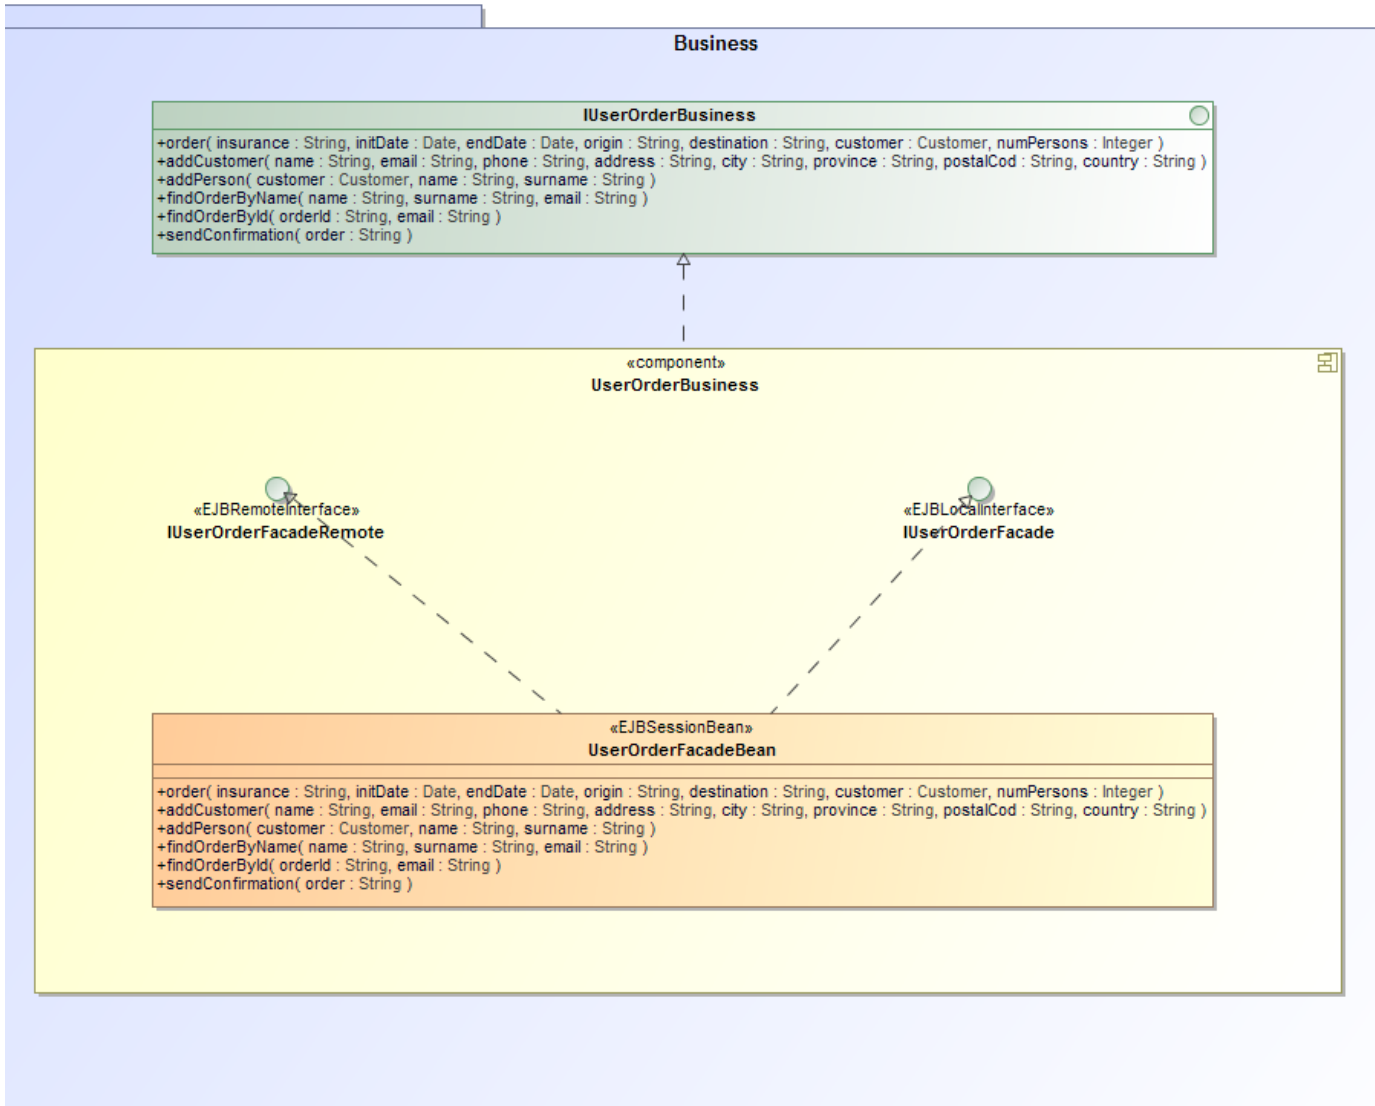 Business
IUserOrderBusiness
+order( insurance : String, initDate : Date, endDate : Date, origin : String, destination : String, customer : Customer, numPersons : Integer )
+addCustomer( name : String, email : String, phone : String, address : String, city : String, province : String, postalCod : String, country : String )
+addPerson( customer : Customer, name : String, surname : String )
+findOrderByName( name : String, surname : String, email : String )
+findOrderById( orderId : String, email : String )
+sendConfirmation( order : String )
«component»
UserOrderBusiness
«EJBRemoteInterface»
IUserOrderFacadeRemote
«EJBLocalInterface»
IUserOrderFacade
«EJBSessionBean»
UserOrderFacadeBean
+order( insurance : String, initDate : Date, endDate : Date, origin : String, destination : String, customer : Customer, numPersons : Integer )
+addCustomer( name : String, email : String, phone : String, address : String, city : String, province : String, postalCod : String, country : String )
+addPerson( customer : Customer, name : String, surname : String )
+findOrderByName( name : String, surname : String, email : String )
+findOrderById( orderId : String, email : String )
+sendConfirmation( order : String )